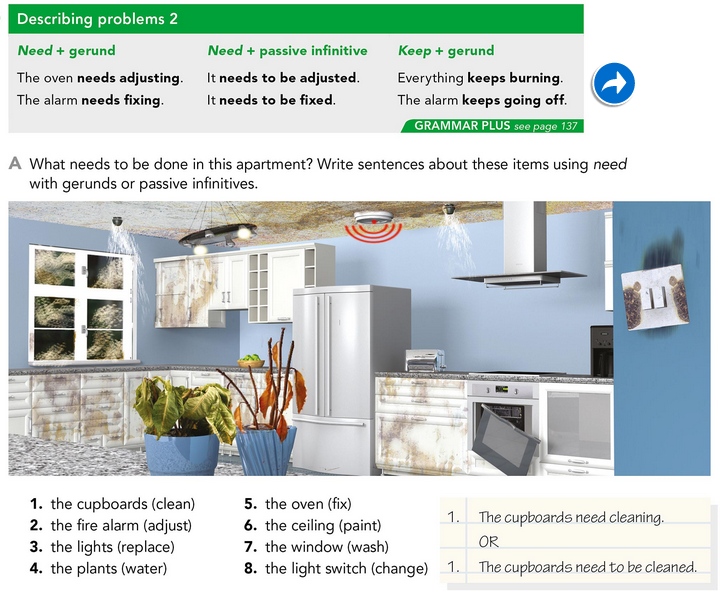 Describing problems 2
Need + gerund
The oven needs adjusting.
The alarm needs fixing.
Need + passive infinitive
It needs to be adjusted.
It needs to be fixed.
Keep + gerund
Everything keeps burning.
The alarm keeps going off.
GRAMMAR PLUS see page 137
A What needs to be done in this apartment? Write sentences about these items using need
with gerunds or passive infinitives.
1. the cupboards (clean)
2. the fire alarm (adjust)
3. the lights (replace)
4. the plants (water)
5. the oven (fix)
6. the ceiling (paint)
7. the window (wash)
8. the light switch (change)
1. The cupboards need cleaning.
OR
1. The cupboards need to be cleaned.